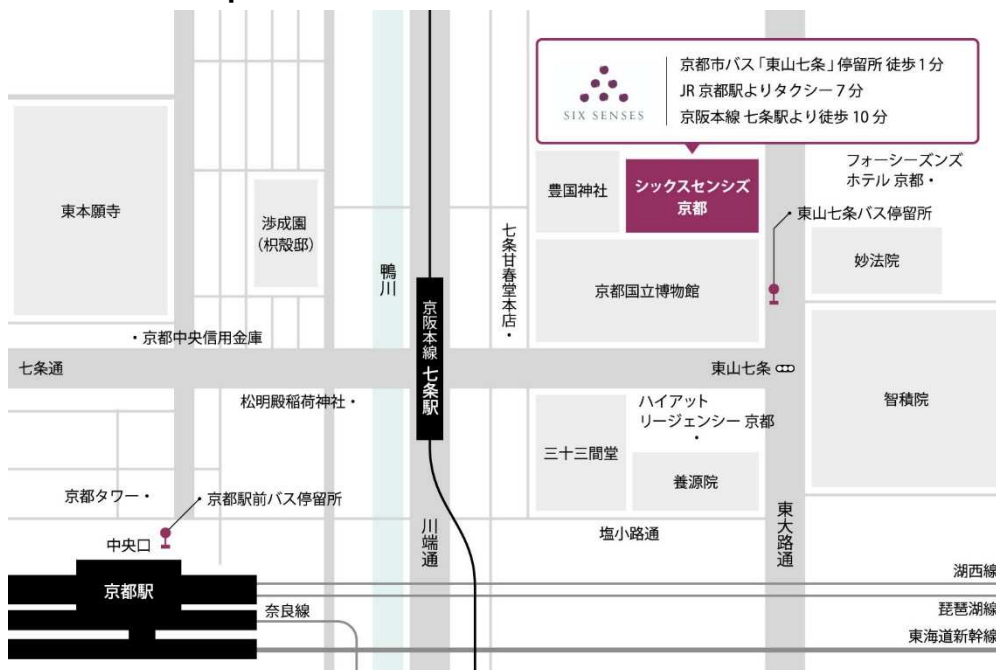 SIX SENSES
京都市バス「東山七条」停留所 徒歩1分
JR 京都駅よりタクシー 7 分
京阪本線 七条駅より徒歩 10 分
フォーシーズンズ
ホテル 京都・
豊国神社
シックスセンシズ
京都
・東山七条バス停留所
東本願寺
渉成園
(枳殻邸)
鴨川
七条甘春堂本店・
京都国立博物館
妙法院
京阪本線 七条駅
・京都中央信用金庫
七条通
東山七条
松明殿稲荷神社・
ハイアット
リージェンシー 京都
・
智積院
三十三間堂
養源院
京都タワー・
・京都駅前バス停留所
中央口
川端通
塩小路通
東大路通
京都駅
奈良線
湖西線
琵琶湖線
東海道新幹線